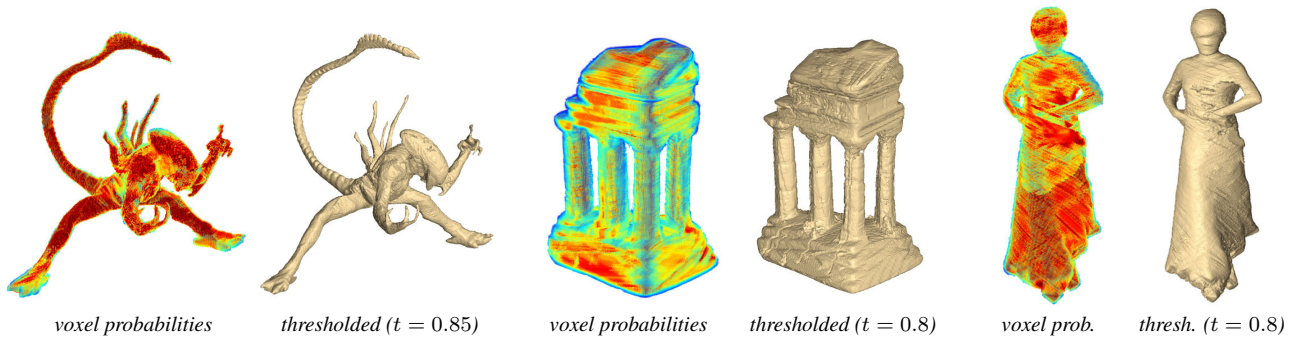 voxel probabilities
thresholded (t = 0.85)
voxel probabilities
thresholded (t = 0.8)
voxel prob.
thresh. (t = 0.8)